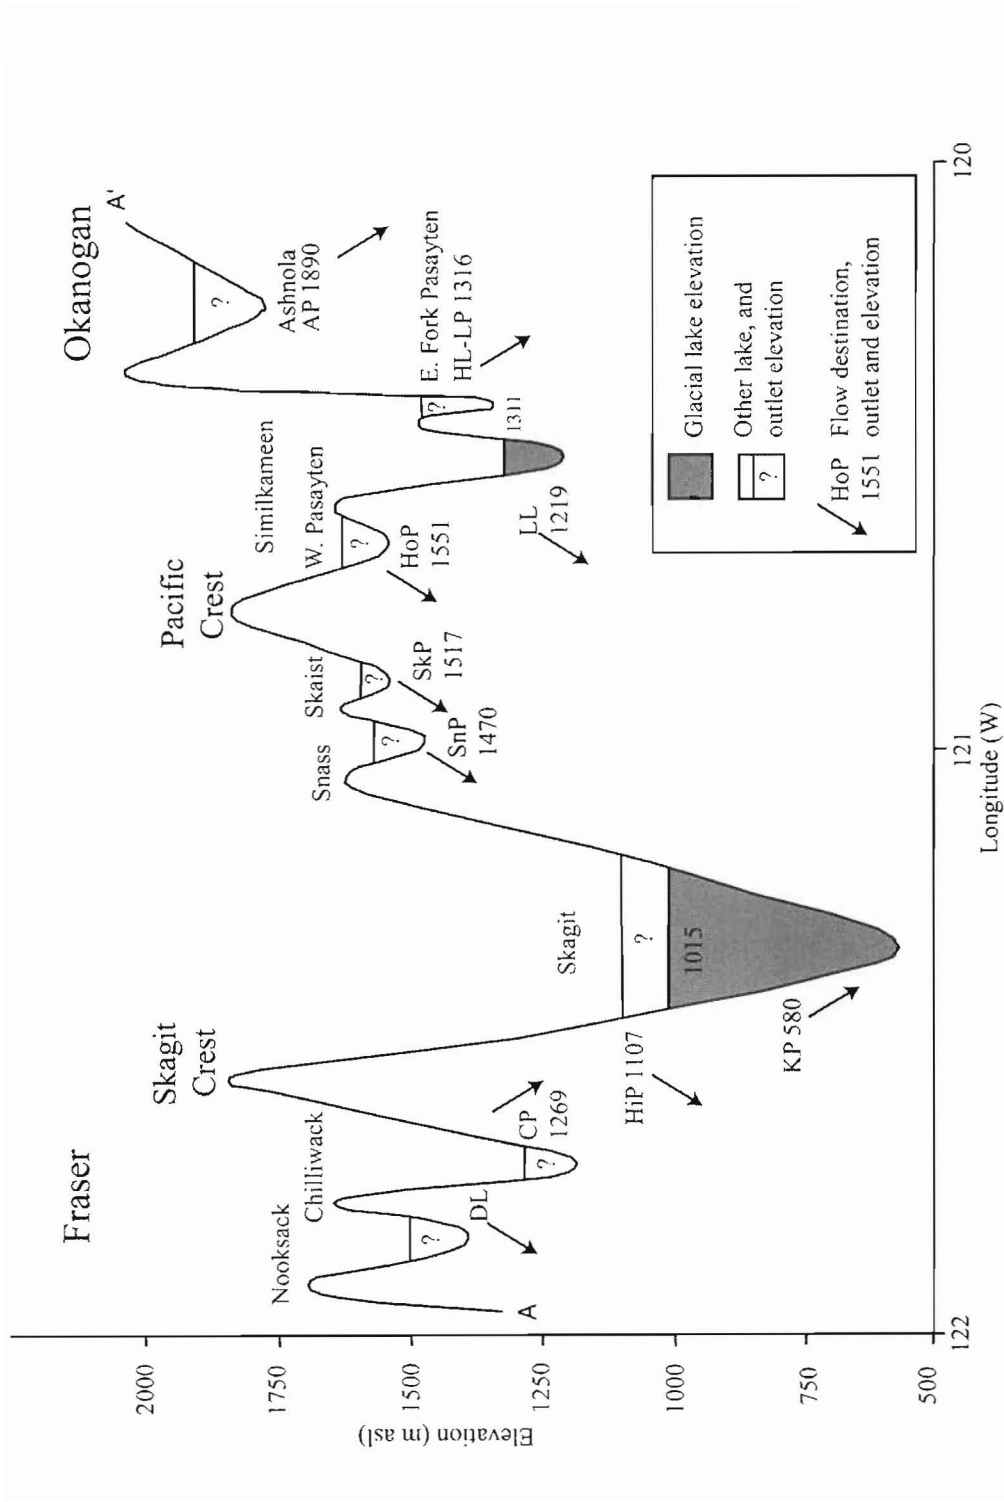 Fraser
Skagit
Crest
Pacific
Crest
Okanogan
Nooksack
Chilliwack
Skagit
Snass
Skaist
Similkameen
W. Pasayten
A'
Ashnola
AP 1890
E. Fork Pasayten
HL-LP 1316
1311
?
?
?
?
?
?
?
?
DL
CP
1269
HiP 1107
1015
KP 580
SnP
1470
SkP
1517
HoP
1551
LL
1219
A
Glacial lake elevation
?
Other lake, and
outlet elevation
HoP Flow destination,
1551 outlet and elevation
Elevation (m asl)
2000
1750
1500
1250
1000
750
500
122
121
120
Longitude (W)